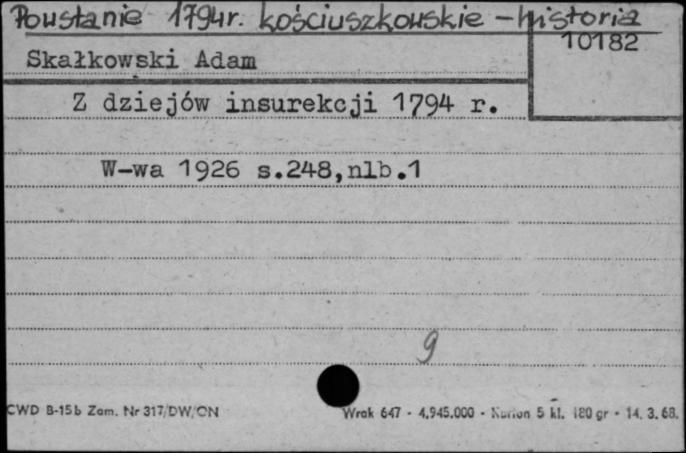 Powstanie 1794r. kościuszkowskie - historia
10182
Skałkowski Adam
Z dziejów insurekcji 1794 r.
W-wa 1926 s.248,nlb.1
9
CWD B-15b Zam. Nr 317/DW/CN
Wrok 647 - 4.945.000 - Karton 5 kl. 180 gr - 14. 3. 68.